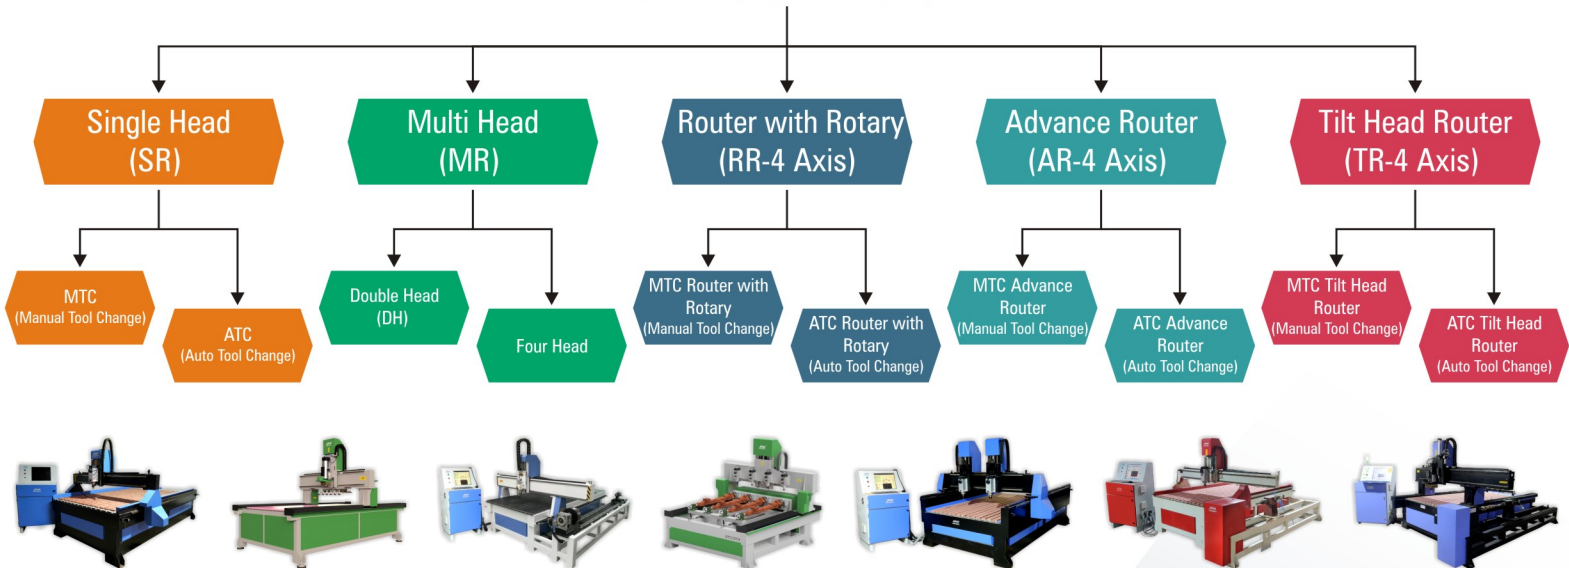 Single Head
(SR)
Multi Head
(MR)
Router with Rotary
(RR-4 Axis)
Advance Router
(AR-4 Axis)
Tilt Head Router
(TR-4 Axis)
MTC
(Manual Tool Change)
ATC
(Auto Tool Change)
Double Head
(DH)
Four Head
MTC Router with
Rotary
(Manual Tool Change)
ATC Router with
Rotary
(Auto Tool Change)
MTC Advance
Router
(Manual Tool Change)
ATC Advance
Router
(Auto Tool Change)
MTC Tilt Head
Router
(Manual Tool Change)
ATC Tilt Head
Router
(Auto Tool Change)